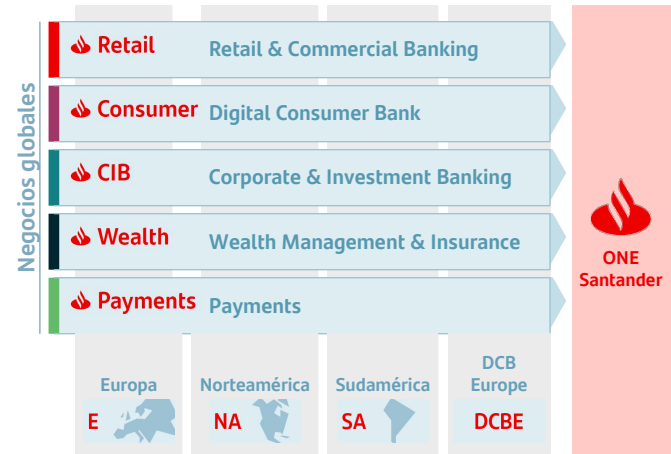 Negocios globales
Retail Retail & Commercial Banking
Consumer Digital Consumer Bank
CIB Corporate & Investment Banking
Wealth Wealth Management & Insurance
Payments Payments
ONE
Santander
Europa Norteamérica Sudamérica DCB
Europe
E NA SA DCBE